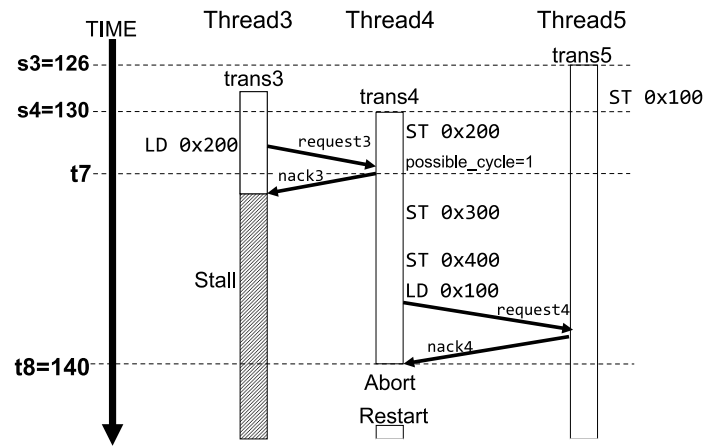 Thread3 Thread4 Thread5
TIME
trans5
s3=126
trans3
trans4
ST 0x100
s4=130
ST 0x200
LD 0x200
request3
possible_cycle=1
t7
nack3
ST 0x300
ST 0x400
Stall
LD 0x100
request4
nack4
t8=140
Abort
Restart